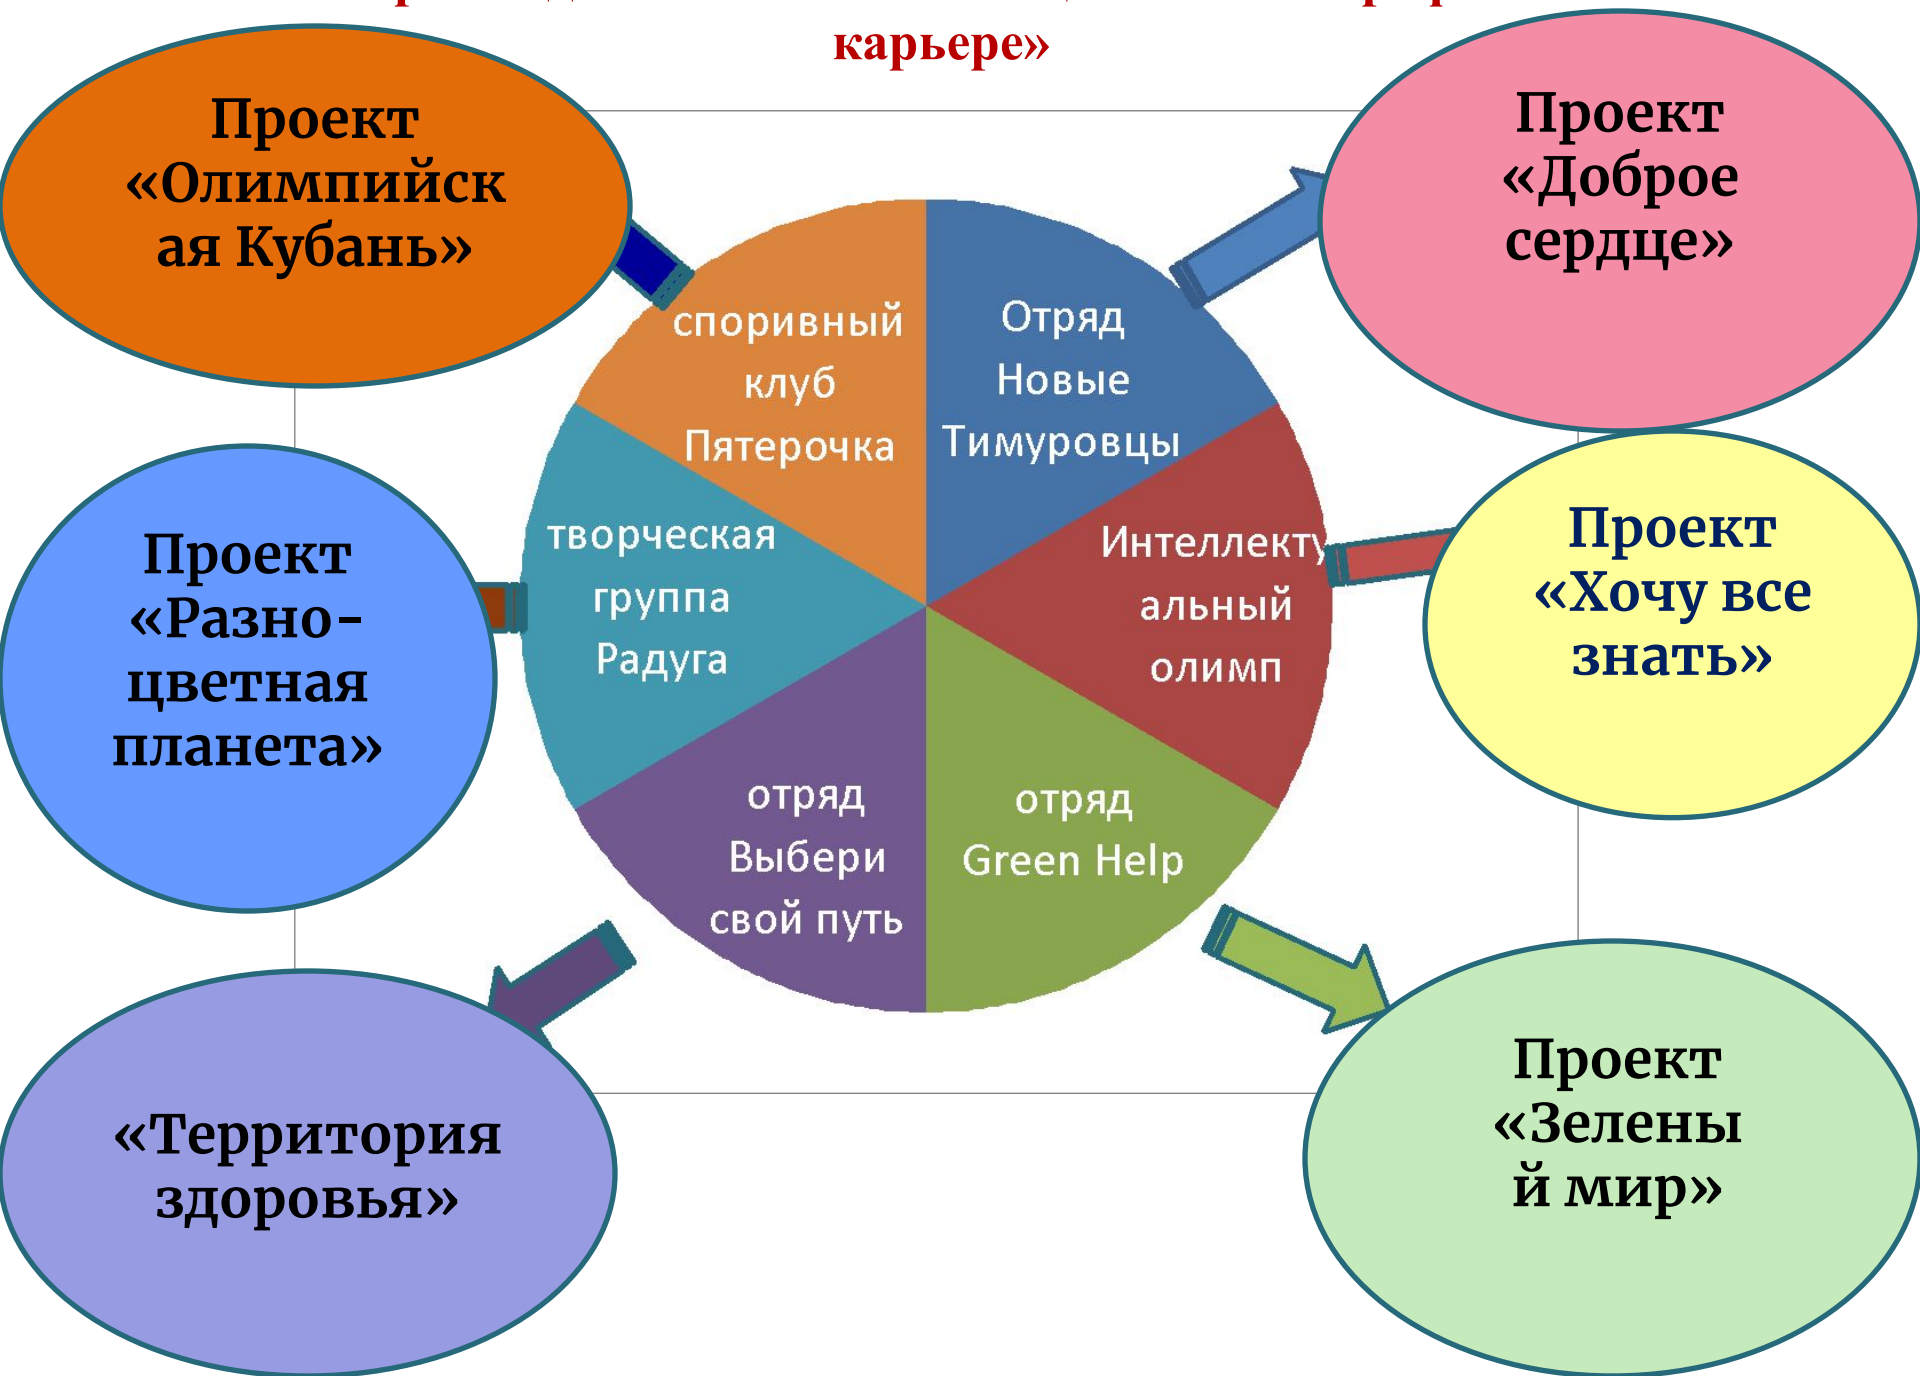 карьере»
Проект
«Олимпийск
ая Кубань»
Проект
«Доброе
сердце»
спортивный
клуб
Пятерочка
Отряд
Новые
Тимуровцы
Проект
«Разно-
цветная
планета»
творческая
группа
Радуга
Интеллекту
альный
олимп
Проект
«Хочу все
знать»
отряд
Выбери
свой путь
отряд
Green Help
«Территория
здоровья»
Проект
«Зелены
й мир»